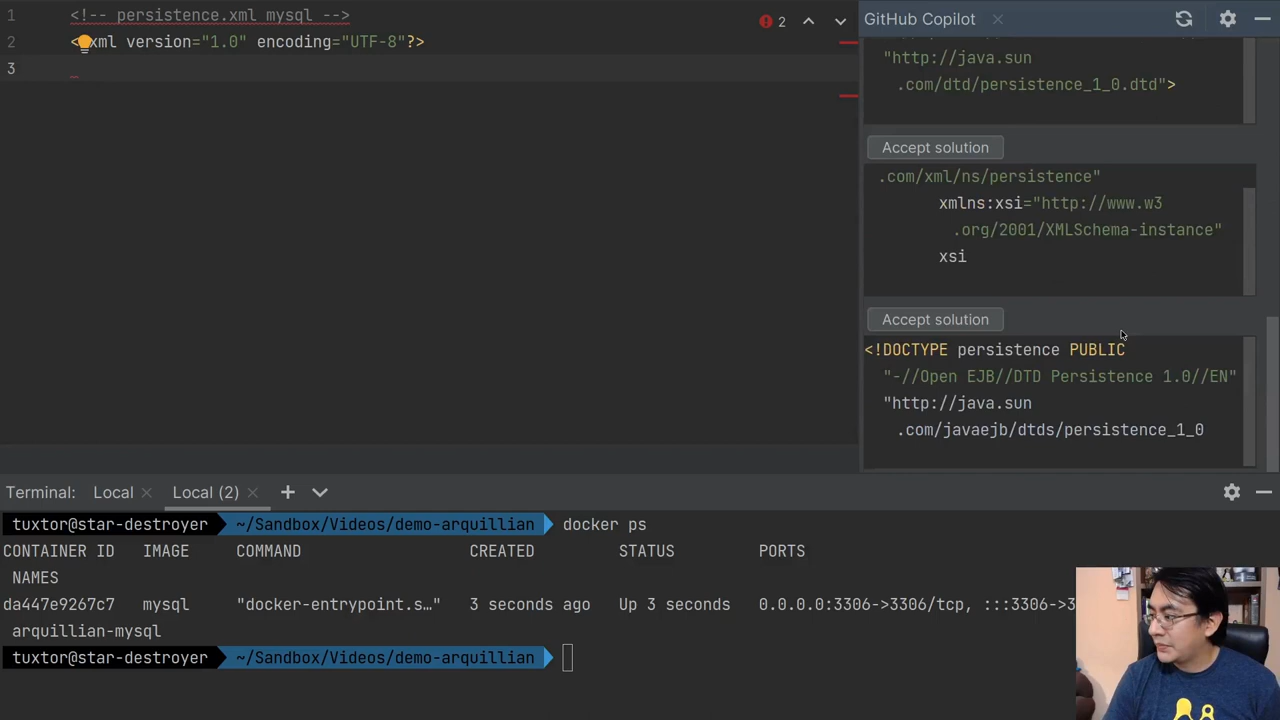 1 <!-- persistence.xml mysql -->
2 <?xml version="1.0" encoding="UTF-8"?>
3
2
GitHub Copilot
"http://java.sun
.com/dtd/persistence_1_0.dtd">
Accept solution
.com/xml/ns/persistence"
xmlns:xsi="http://www.w3
.org/2001/XMLSchema-instance"
xsi
Accept solution
<!DOCTYPE persistence PUBLIC
"-//Open EJB//DTD Persistence 1.0//EN"
"http://java.sun
.com/javaejb/dtds/persistence_1_0
Terminal: Local Local (2)
tuxtor@star-destroyer ~/Sandbox/Videos/demo-arquillian docker ps
CONTAINER ID IMAGE COMMAND CREATED STATUS PORTS
NAMES
da447e9267c7 mysql "docker-entrypoint.s…" 3 seconds ago Up 3 seconds 0.0.0.0:3306->3306/tcp, :::3306->3
arquillian-mysql
tuxtor@star-destroyer ~/Sandbox/Videos/demo-arquillian